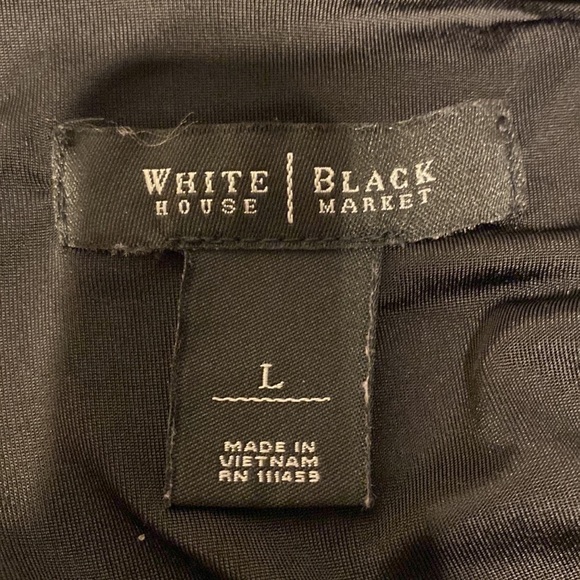 WHITE | BLACK
HOUSE | MARKET
L
MADE IN
VIETNAM
RN 111459